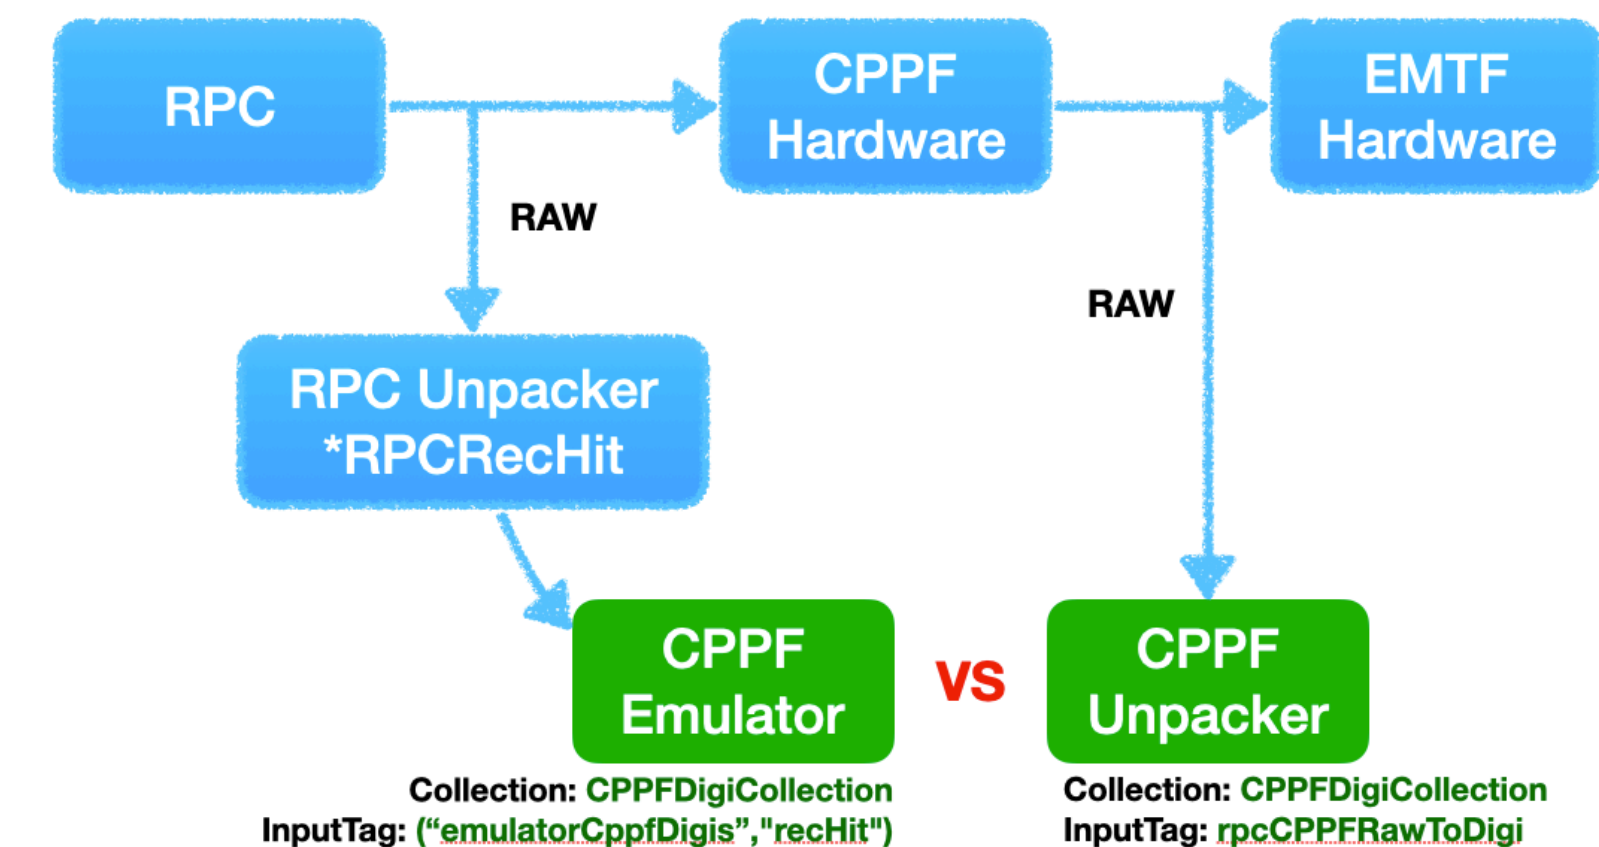 RPC
CPPF
Hardware
EMTF
Hardware
RAW
RAW
RPC Unpacker
*RPCRecHit
CPPF
Emulator
VS
CPPF
Unpacker
Collection: CPPFDigiCollection
InputTag: (“emulatorCppfDigis”,"recHit")
Collection: CPPFDigiCollection
InputTag: rpcCPPFRawToDigi